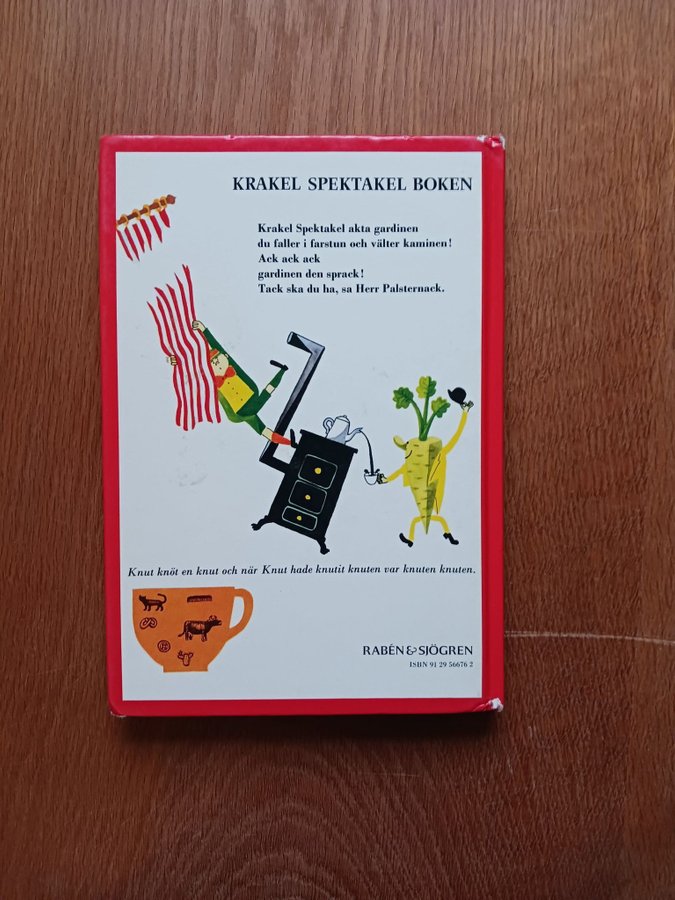 KRAKEL SPEKTAKEL BOKEN
Krakel Spektakel akta gardinen
du faller i farstun och välter kaminen!
Ack ack ack
gardinen den sprack!
Tack ska du ha, sa Herr Palsternack.
Knut knöt en knut och när Knut hade knutit knuten var knuten knuten.
RABÉN & SJÖGREN
ISBN 91 29 56676 2